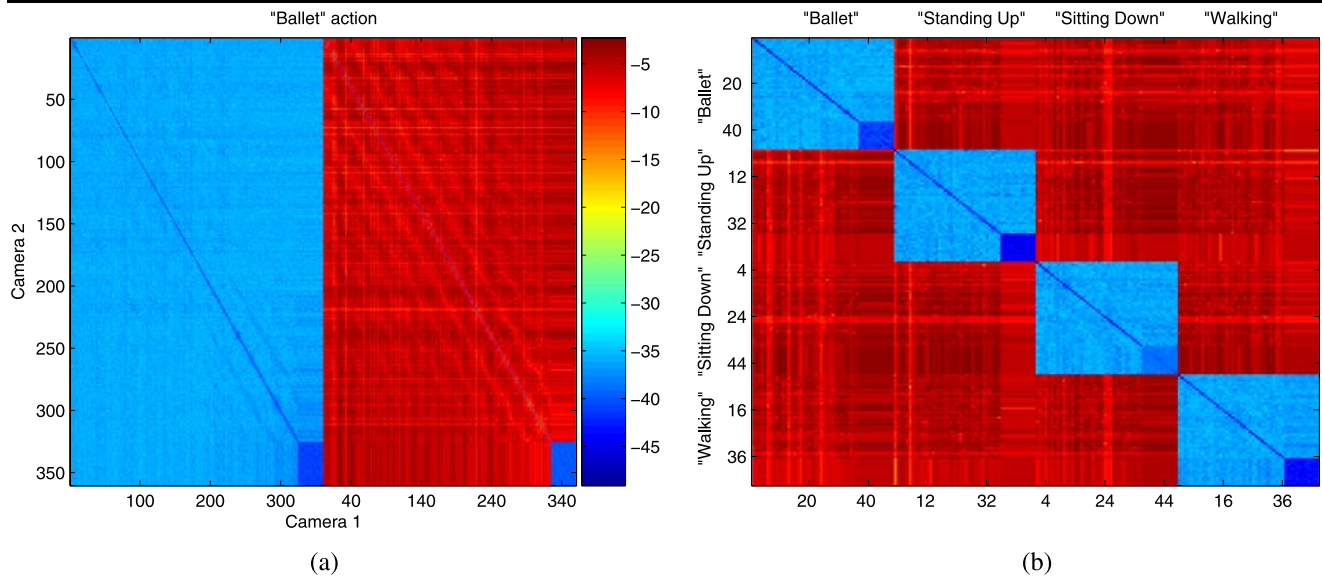 "Ballet" action
50
100
150
200
250
300
350
Camera 2
100 200 300 40 140 240 340
Camera 1
-5
-10
-15
-20
-25
-30
-35
-40
-45
(a)
"Ballet" "Standing Up" "Sitting Down" "Walking"
"Ballet"
"Standing Up"
"Sitting Down"
"Walking"
20
40
12
32
4
24
44
16
36
20 40 12 32 4 24 44 16 36
(b)